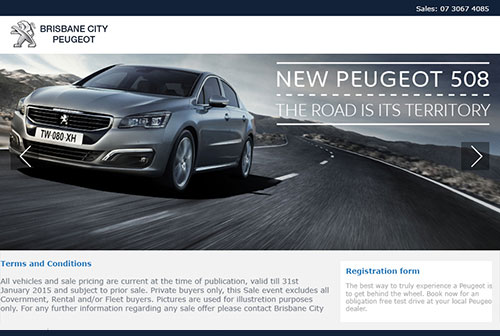 Sales: 07 3067 4085
BRISBANE CITY
PEUGEOT
NEW PEUGEOT 508
THE ROAD IS ITS TERRITORY
TW·080·XH
Terms and Conditions
All vehicles and sale pricing are current at the time of publication, valid till 31st
January 2015 and subject to prior sale. Private buyers only, this Sale event excludes all
Government, Rental and/or Fleet buyers. Pictures are used for illustretion purposes
only. For any further information regarding any sale offer please contact Brisbane City
Registration form
The best way to truly experience a Peugeot is
to get behind the wheel. Book now for an
obligation free test drive at your local Peugeot
dealer.